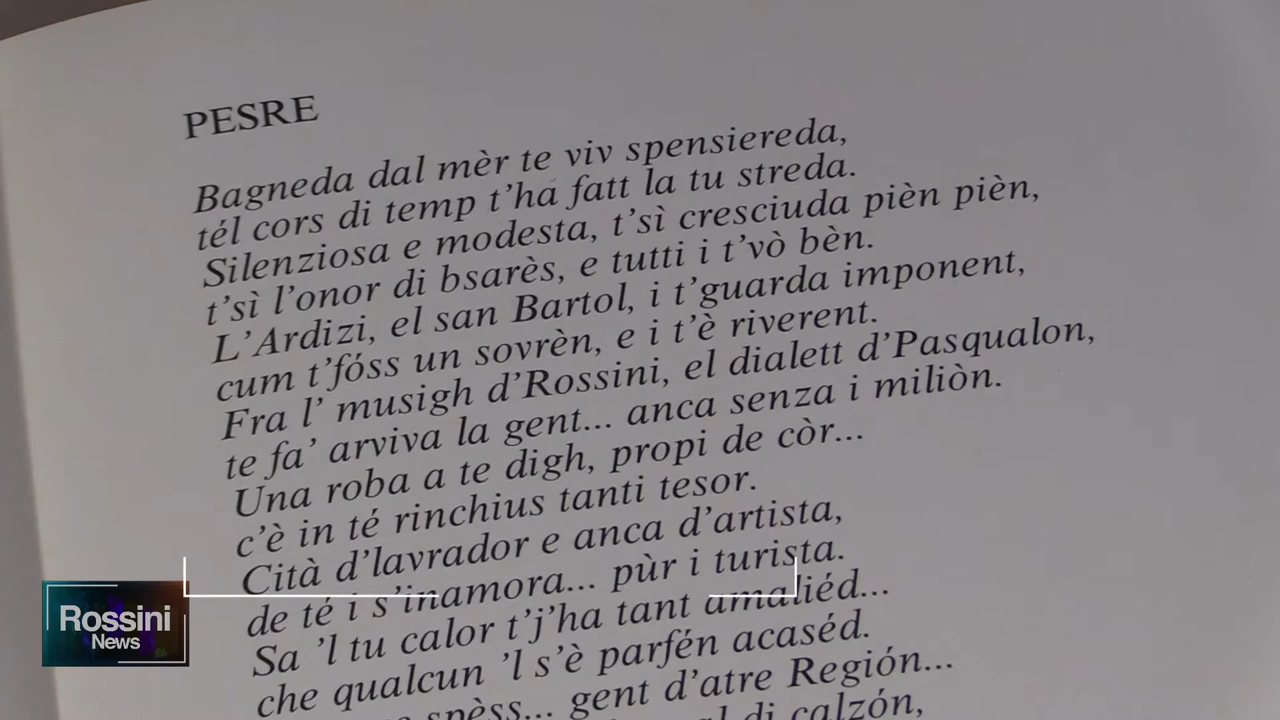 PESRE
Bagneda dal mèr te viv spensiereda,
tél cors di temp t'ha fatt la tu streda.
Silenziosa e modesta, t'sì cresciuda pièn pièn,
t'sì l'onor di bsarès, e tutti i t'vò bèn.
L'Ardizi, el san Bartol, i t'guarda imponent,
cum t'fóss un sovrèn, e i t'è riverent.
Fra l' musigh d'Rossini, el dialett d'Pasqualon,
te fa' arviva la gent... anca senza i miliòn.
Una roba a te digh, propi de còr...
c'è in té rinchius tanti tesor.
Cità d'lavrador e anca d'artista,
de té i s'inamora... pùr i turista.
Sa 'l tu calor t'j'ha tant amaliéd...
che qualcun 'l s'è parfén acaséd.
spèss... gent d'atre Región...
di calzón,
Rossini
News